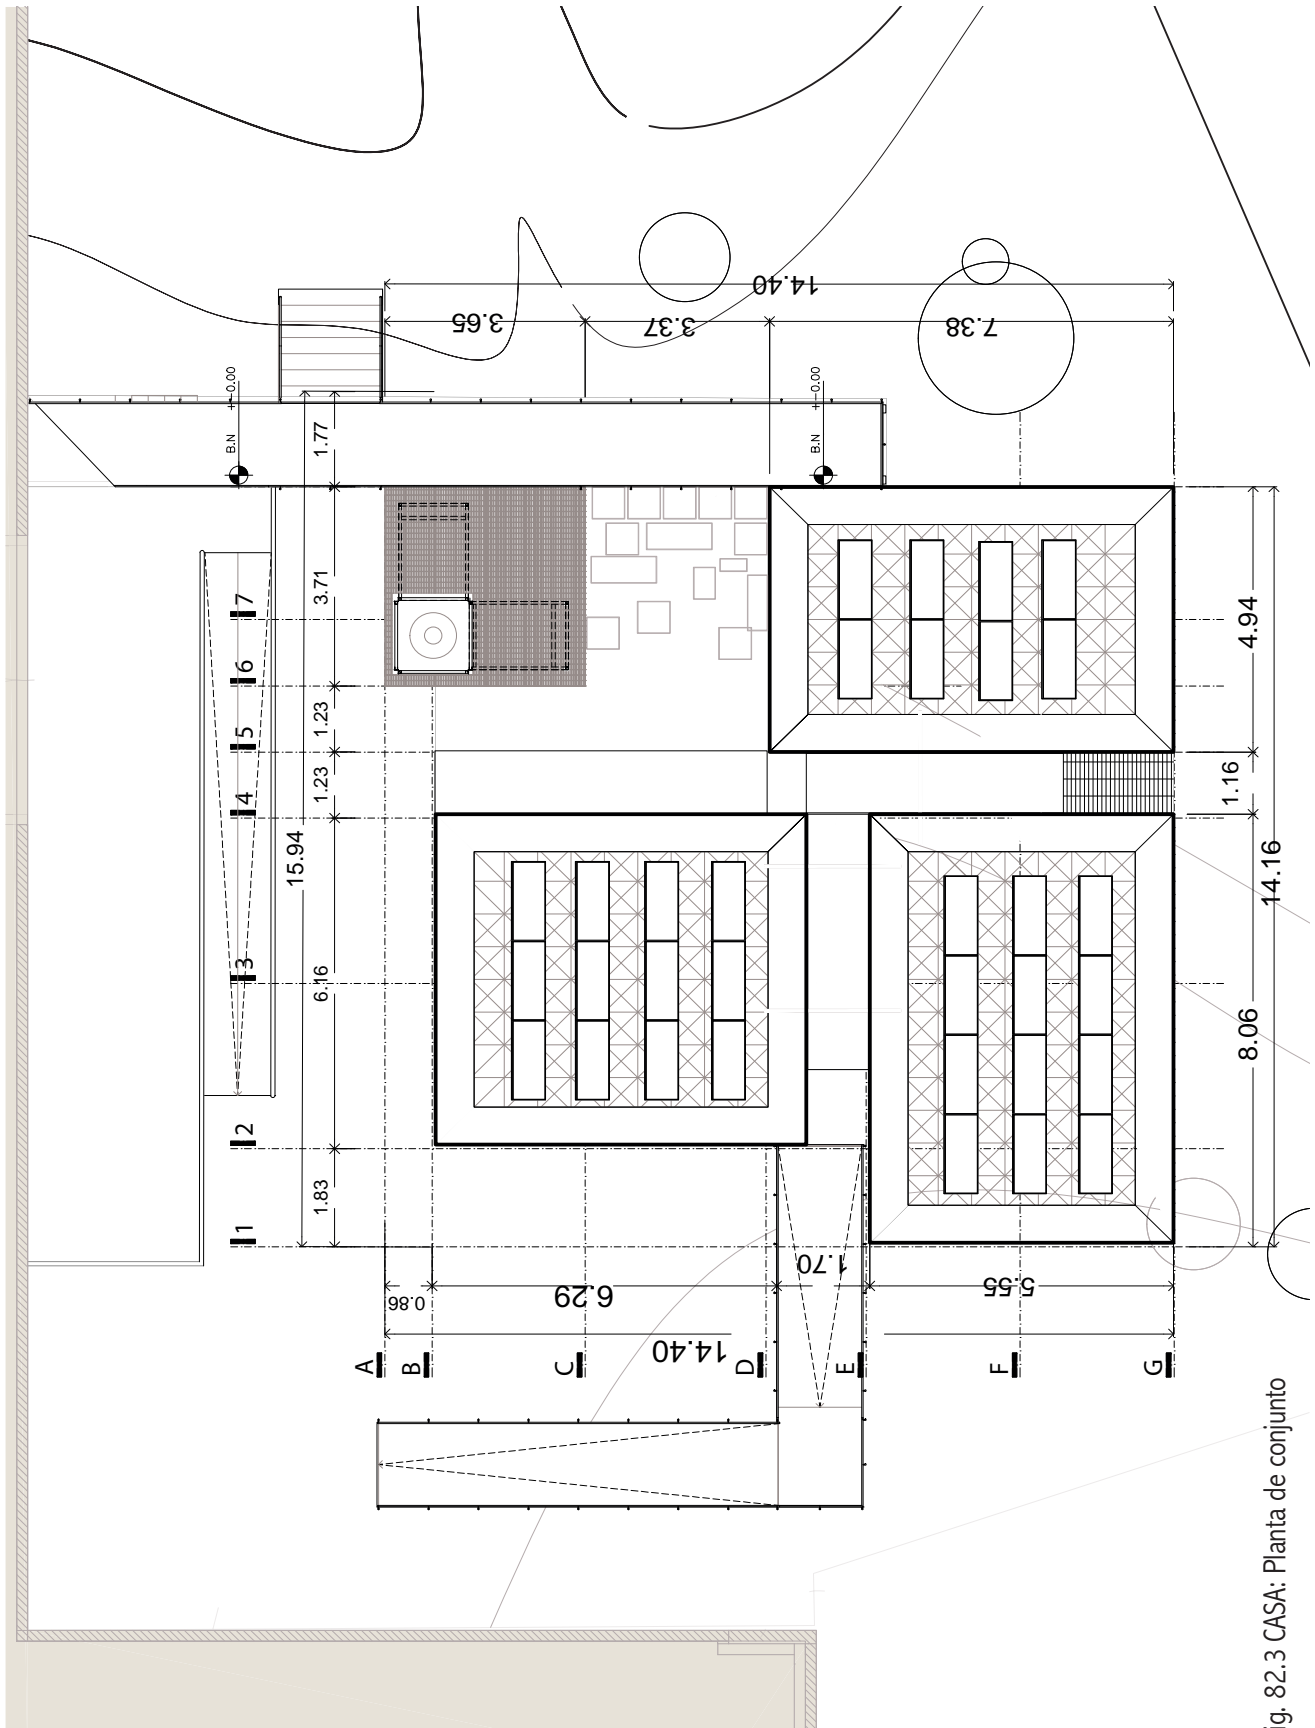 14.40
3.65
3.37
7.38
+-0.00
B.N
+-0.00
B.N
1.77
3.71
1.23
1.23
15.94
6.16
1.83
7
6
5
4
3
2
1
4.94
1.16
14.16
8.06
0.86
6.29
1.70
5.55
14.40
A
B
C
D
E
F
G
ig. 82.3 CASA: Planta de conjunto